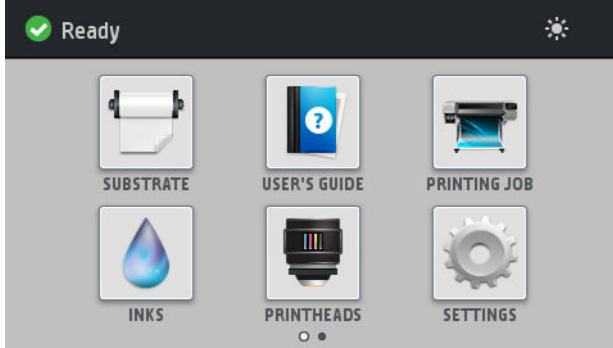 Ready
SUBSTRATE USER'S GUIDE PRINTING JOB
?
INKS PRINTHEADS SETTINGS